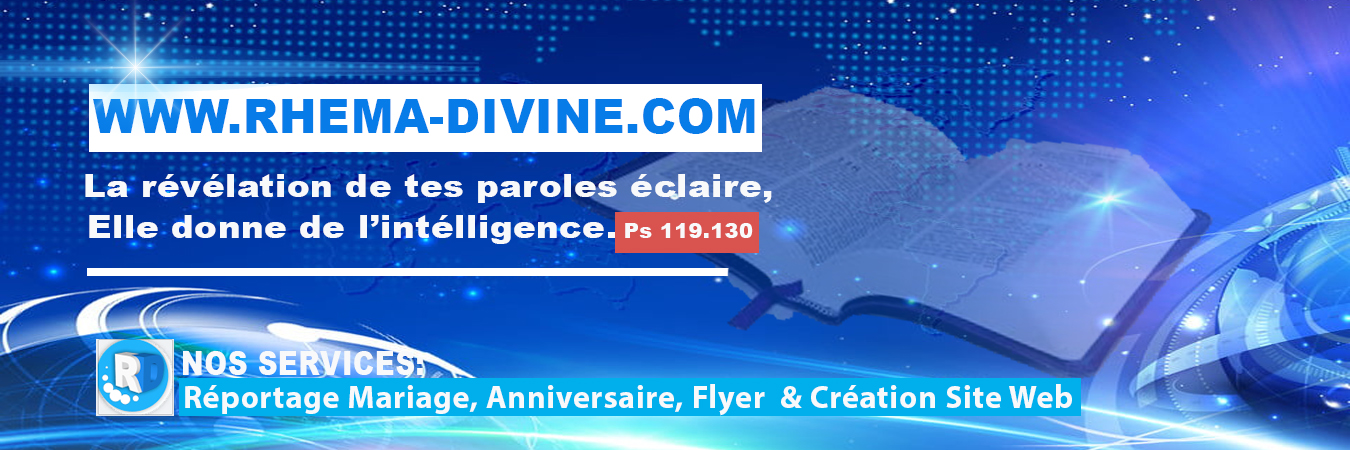 WWW.RHEMA-DIVINE.COM
La révélation de tes paroles éclaire,
Elle donne de l’intélligence. Ps 119.130
RD
NOS SERVICES:
Réportage Mariage, Anniversaire, Flyer & Création Site Web